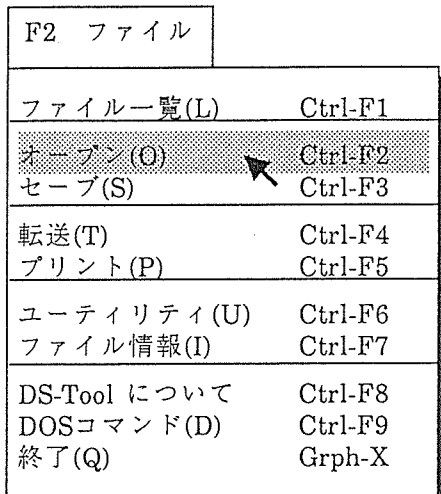 F2 ファイル
ファイル一覧(L) Ctrl-F1
オープン(O) Ctrl-F2
セーブ(S) Ctrl-F3
転送(T) Ctrl-F4
プリント(P) Ctrl-F5
ユーティリティ(U) Ctrl-F6
ファイル情報(I) Ctrl-F7
DS-Tool について Ctrl-F8
DOSコマンド(D) Ctrl-F9
終了(Q) Grph-X